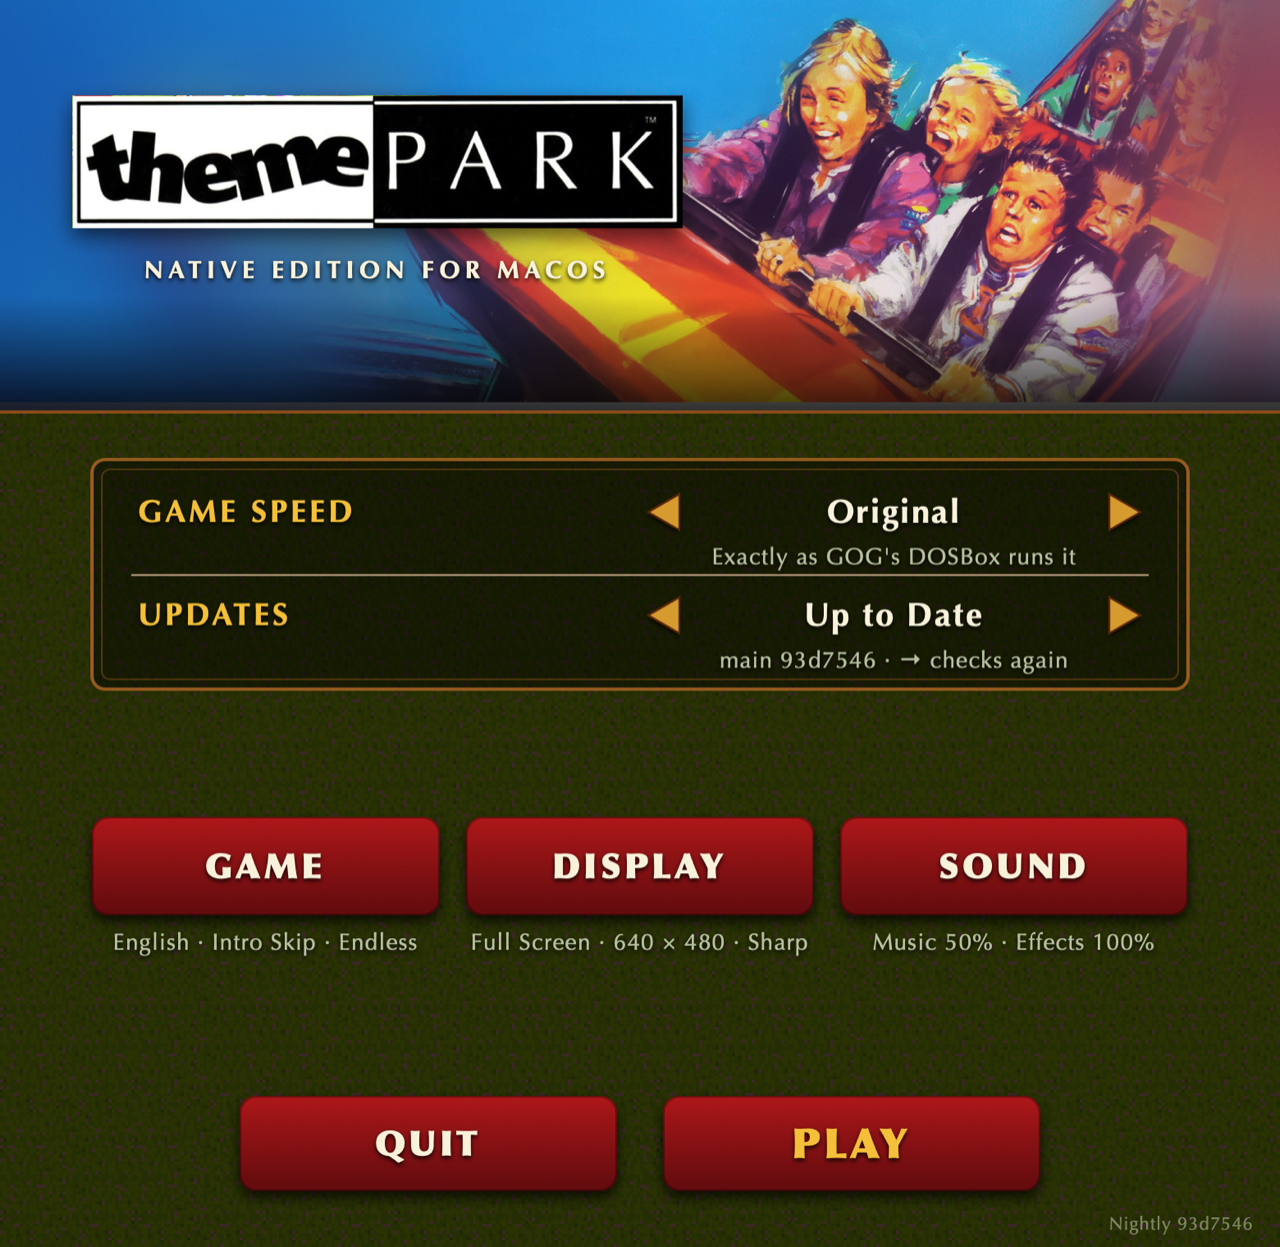 theme PARK™
NATIVE EDITION FOR MACOS
GAME SPEED
Original
Exactly as GOG's DOSBox runs it
UPDATES
Up to Date
main 93d7546 · → checks again
GAME
DISPLAY
SOUND
English · Intro Skip · Endless
Full Screen · 640 × 480 · Sharp
Music 50% · Effects 100%
QUIT
PLAY
Nightly 93d7546